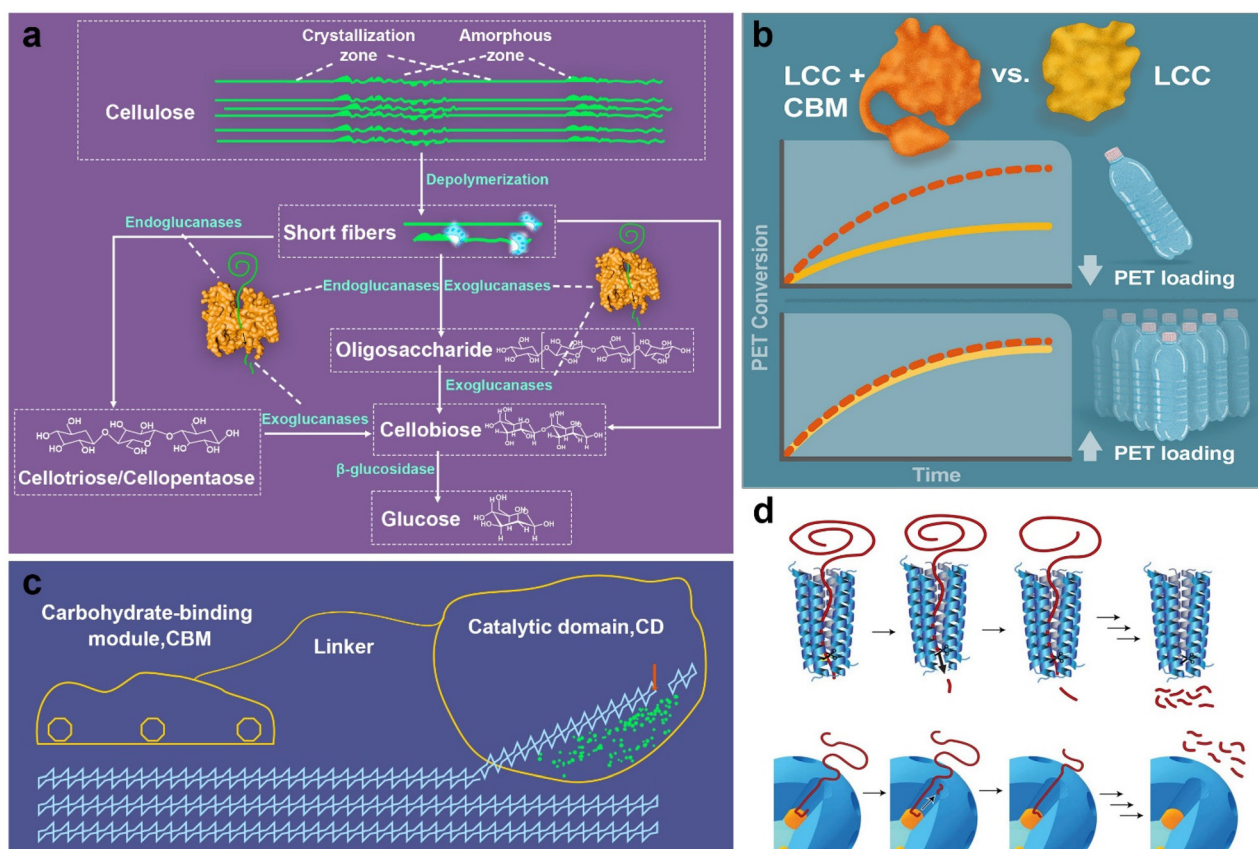 a
Crystallization zone
Amorphous zone
Cellulose
Depolymerization
Endoglucanases
Short fibers
Endoglucanases
Exoglucanases
Oligosaccharide
Exoglucanases
Exoglucanases
Cellobiose
Cellotriose/Cellopentaose
β-glucosidase
Glucose
b
LCC + CBM
vs.
LCC
PET Conversion
PET loading
PET loading
Time
c
Carbohydrate-binding
module,CBM
Linker
Catalytic domain,CD
d